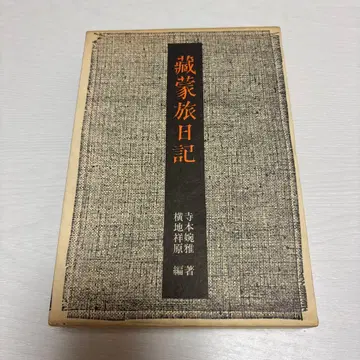 藏蒙旅日記
寺本婉雅 著
横地祥原 編